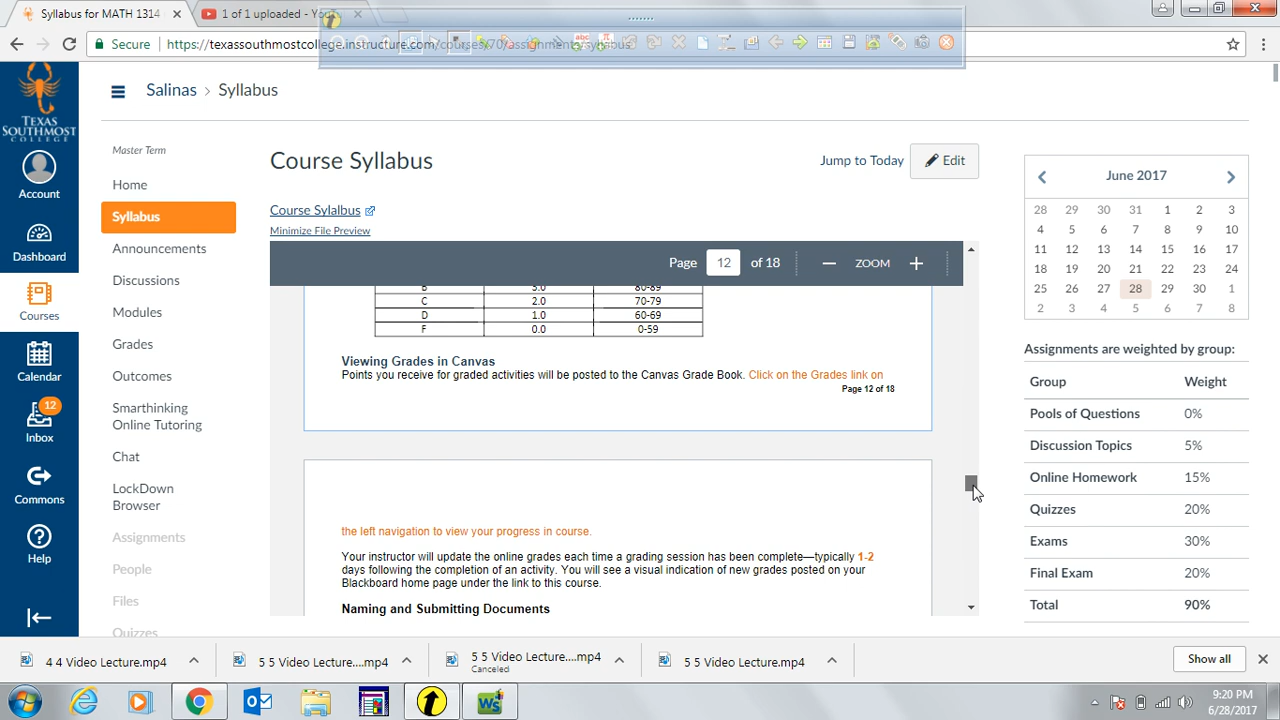 Syllabus for MATH 1314
1 of 1 uploaded - You
Secure
https://texassouthmostcollege.instructure.com/courses/70/assignments/syllabus
TEXAS
SOUTHMOST
COLLEGE
Account
Dashboard
Courses
Calendar
12
Inbox
Commons
Help
Salinas > Syllabus
Master Term
Home
Syllabus
Announcements
Discussions
Modules
Grades
Outcomes
Smarthinking
Online Tutoring
Chat
LockDown
Browser
Assignments
People
Files
Quizzes
Course Syllabus
Jump to Today
Edit
Course Sylalbus
Minimize File Preview
Page 12 of 18
ZOOM
B 3.0 80-89
C 2.0 70-79
D 1.0 60-69
F 0.0 0-59
Viewing Grades in Canvas
Points you receive for graded activities will be posted to the Canvas Grade Book. Click on the Grades link on
Page 12 of 18
the left navigation to view your progress in course.
Your instructor will update the online grades each time a grading session has been complete—typically 1-2
days following the completion of an activity. You will see a visual indication of new grades posted on your
Blackboard home page under the link to this course.
Naming and Submitting Documents
June 2017
28 29 30 31 1 2 3
4 5 6 7 8 9 10
11 12 13 14 15 16 17
18 19 20 21 22 23 24
25 26 27 28 29 30 1
2 3 4 5 6 7 8
Assignments are weighted by group:
Group Weight
Pools of Questions 0%
Discussion Topics 5%
Online Homework 15%
Quizzes 20%
Exams 30%
Final Exam 20%
Total 90%
4 4 Video Lecture.mp4
5 5 Video Lecture....mp4
5 5 Video Lecture....mp4
Canceled
5 5 Video Lecture.mp4
Show all
9:20 PM
6/28/2017